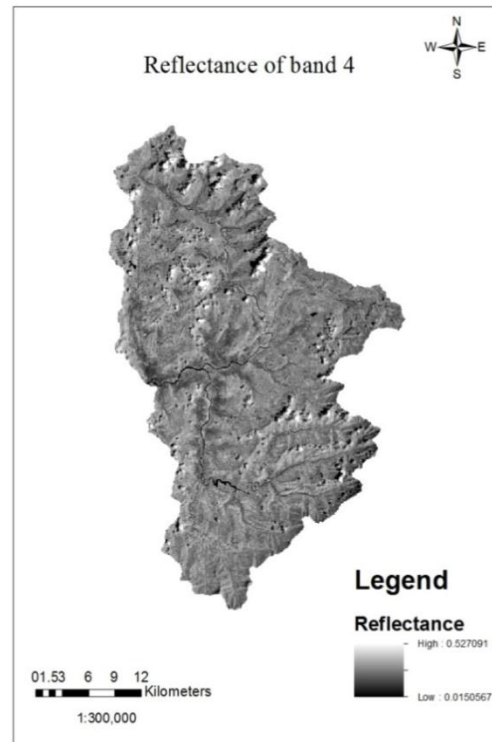 N
W E
S
Reflectance of band 4
Legend
Reflectance
High : 0.527091
Low : 0.0150567
01.53 6 9 12
Kilometers
1:300,000